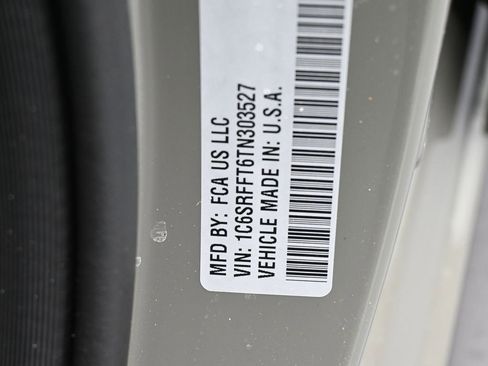 MFD BY: FCA US LLC
VIN: 1C6SRFFT6TN303527
VEHICLE MADE IN: U.S.A.